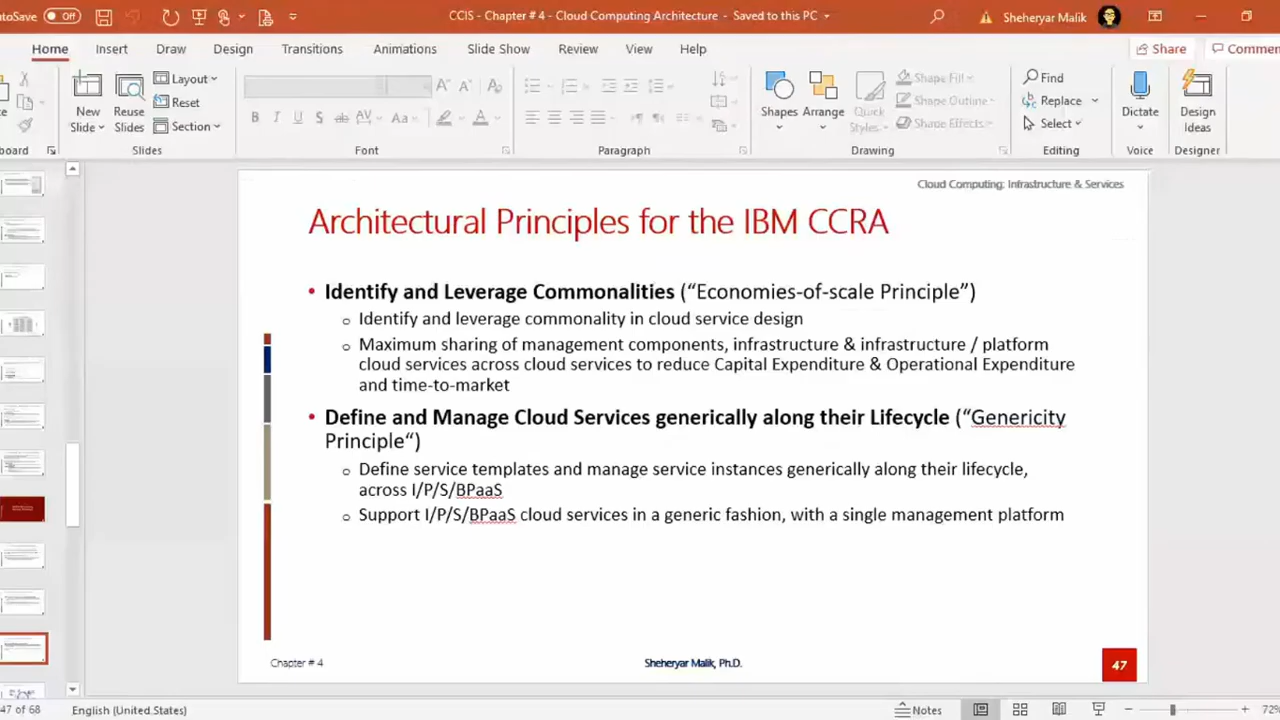 AutoSave Off CCIS - Chapter # 4 - Cloud Computing Architecture - Saved to this PC Sheheryar Malik
Home Insert Draw Design Transitions Animations Slide Show Review View Help Share
New Slide Reuse Slides Layout Reset Section Shapes Arrange Quick Styles Shape Fill Shape Outline Shape Effects Find Replace Select Dictate Design Ideas
Slides Font Paragraph Drawing Editing Voice Designer
Cloud Computing: Infrastructure & Services
Architectural Principles for the IBM CCRA
• Identify and Leverage Commonalities (“Economies-of-scale Principle”)
o Identify and leverage commonality in cloud service design
o Maximum sharing of management components, infrastructure & infrastructure / platform
cloud services across cloud services to reduce Capital Expenditure & Operational Expenditure
and time-to-market
• Define and Manage Cloud Services generically along their Lifecycle (“Genericity
Principle“)
o Define service templates and manage service instances generically along their lifecycle,
across I/P/S/BPaaS
o Support I/P/S/BPaaS cloud services in a generic fashion, with a single management platform
Chapter # 4 Sheheryar Malik, Ph.D. 47
47 of 68 English (United States) Notes 72%